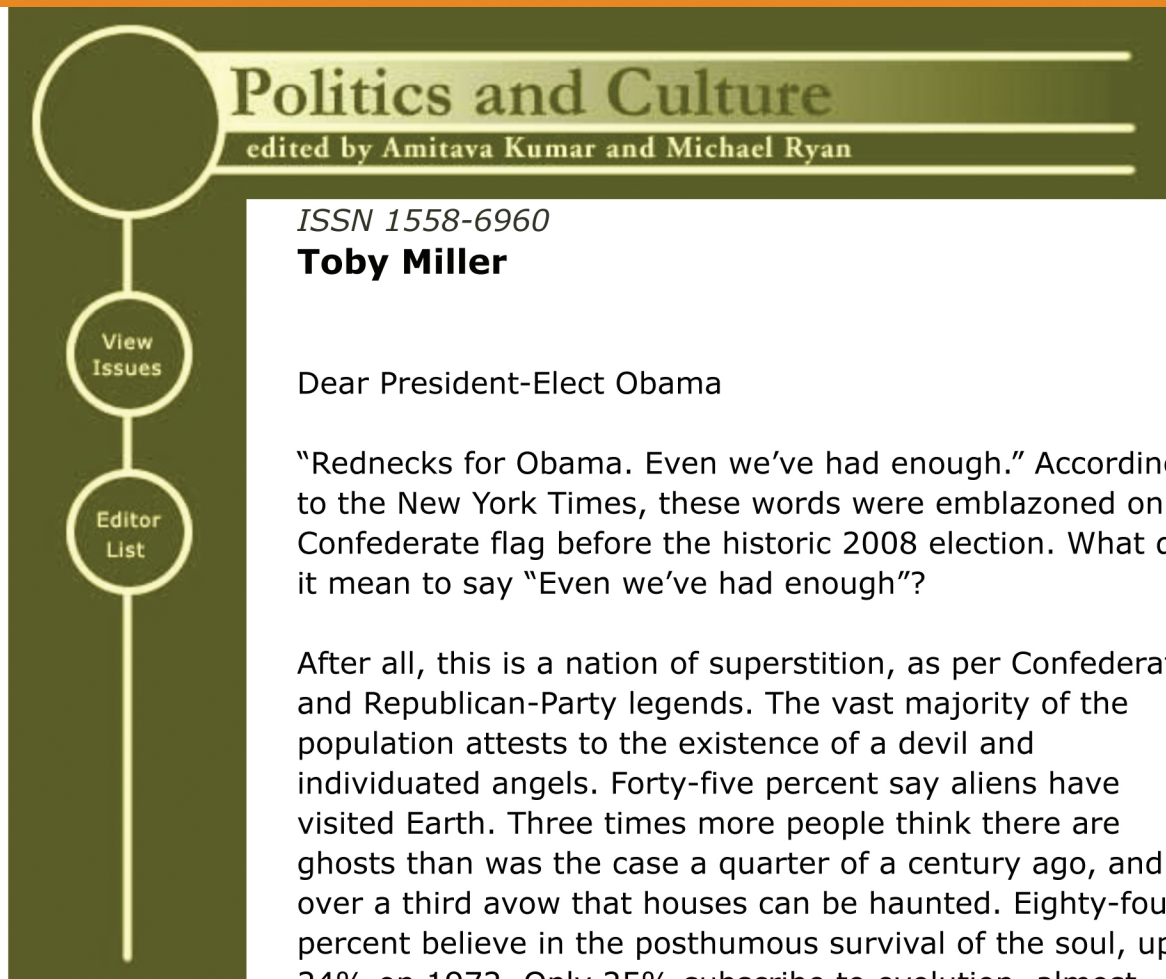 Politics and Culture
edited by Amitava Kumar and Michael Ryan
ISSN 1558-6960
Toby Miller
View
Issues
Editor
List
Dear President-Elect Obama
“Rednecks for Obama. Even we’ve had enough.”
to the New York Times, these words were emblazoned on
Confederate flag before the historic 2008 election. What
it mean to say “Even we’ve had enough”?
After all, this is a nation of superstition, as per
and Republican-Party legends. The vast majority of the
population attests to the existence of a devil and
individuated angels. Forty-five percent say aliens have
visited Earth. Three times more people think there are
ghosts than was the case a quarter of a century ago, and
over a third avow that houses can be haunted.
percent believe in the posthumous survival of the soul,